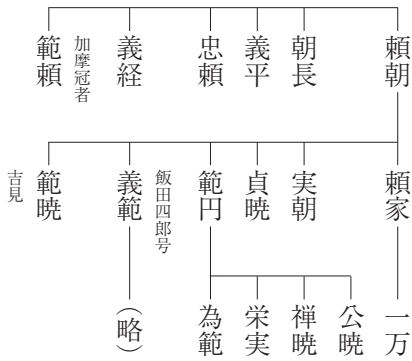 頼朝
朝長
義平
忠頼
義経
加摩冠者
範頼
頼家
実朝
貞暁
範円
飯田四郎号
義範
範暁
吉見
一万
公暁
禅暁
栄実
為範
(略)